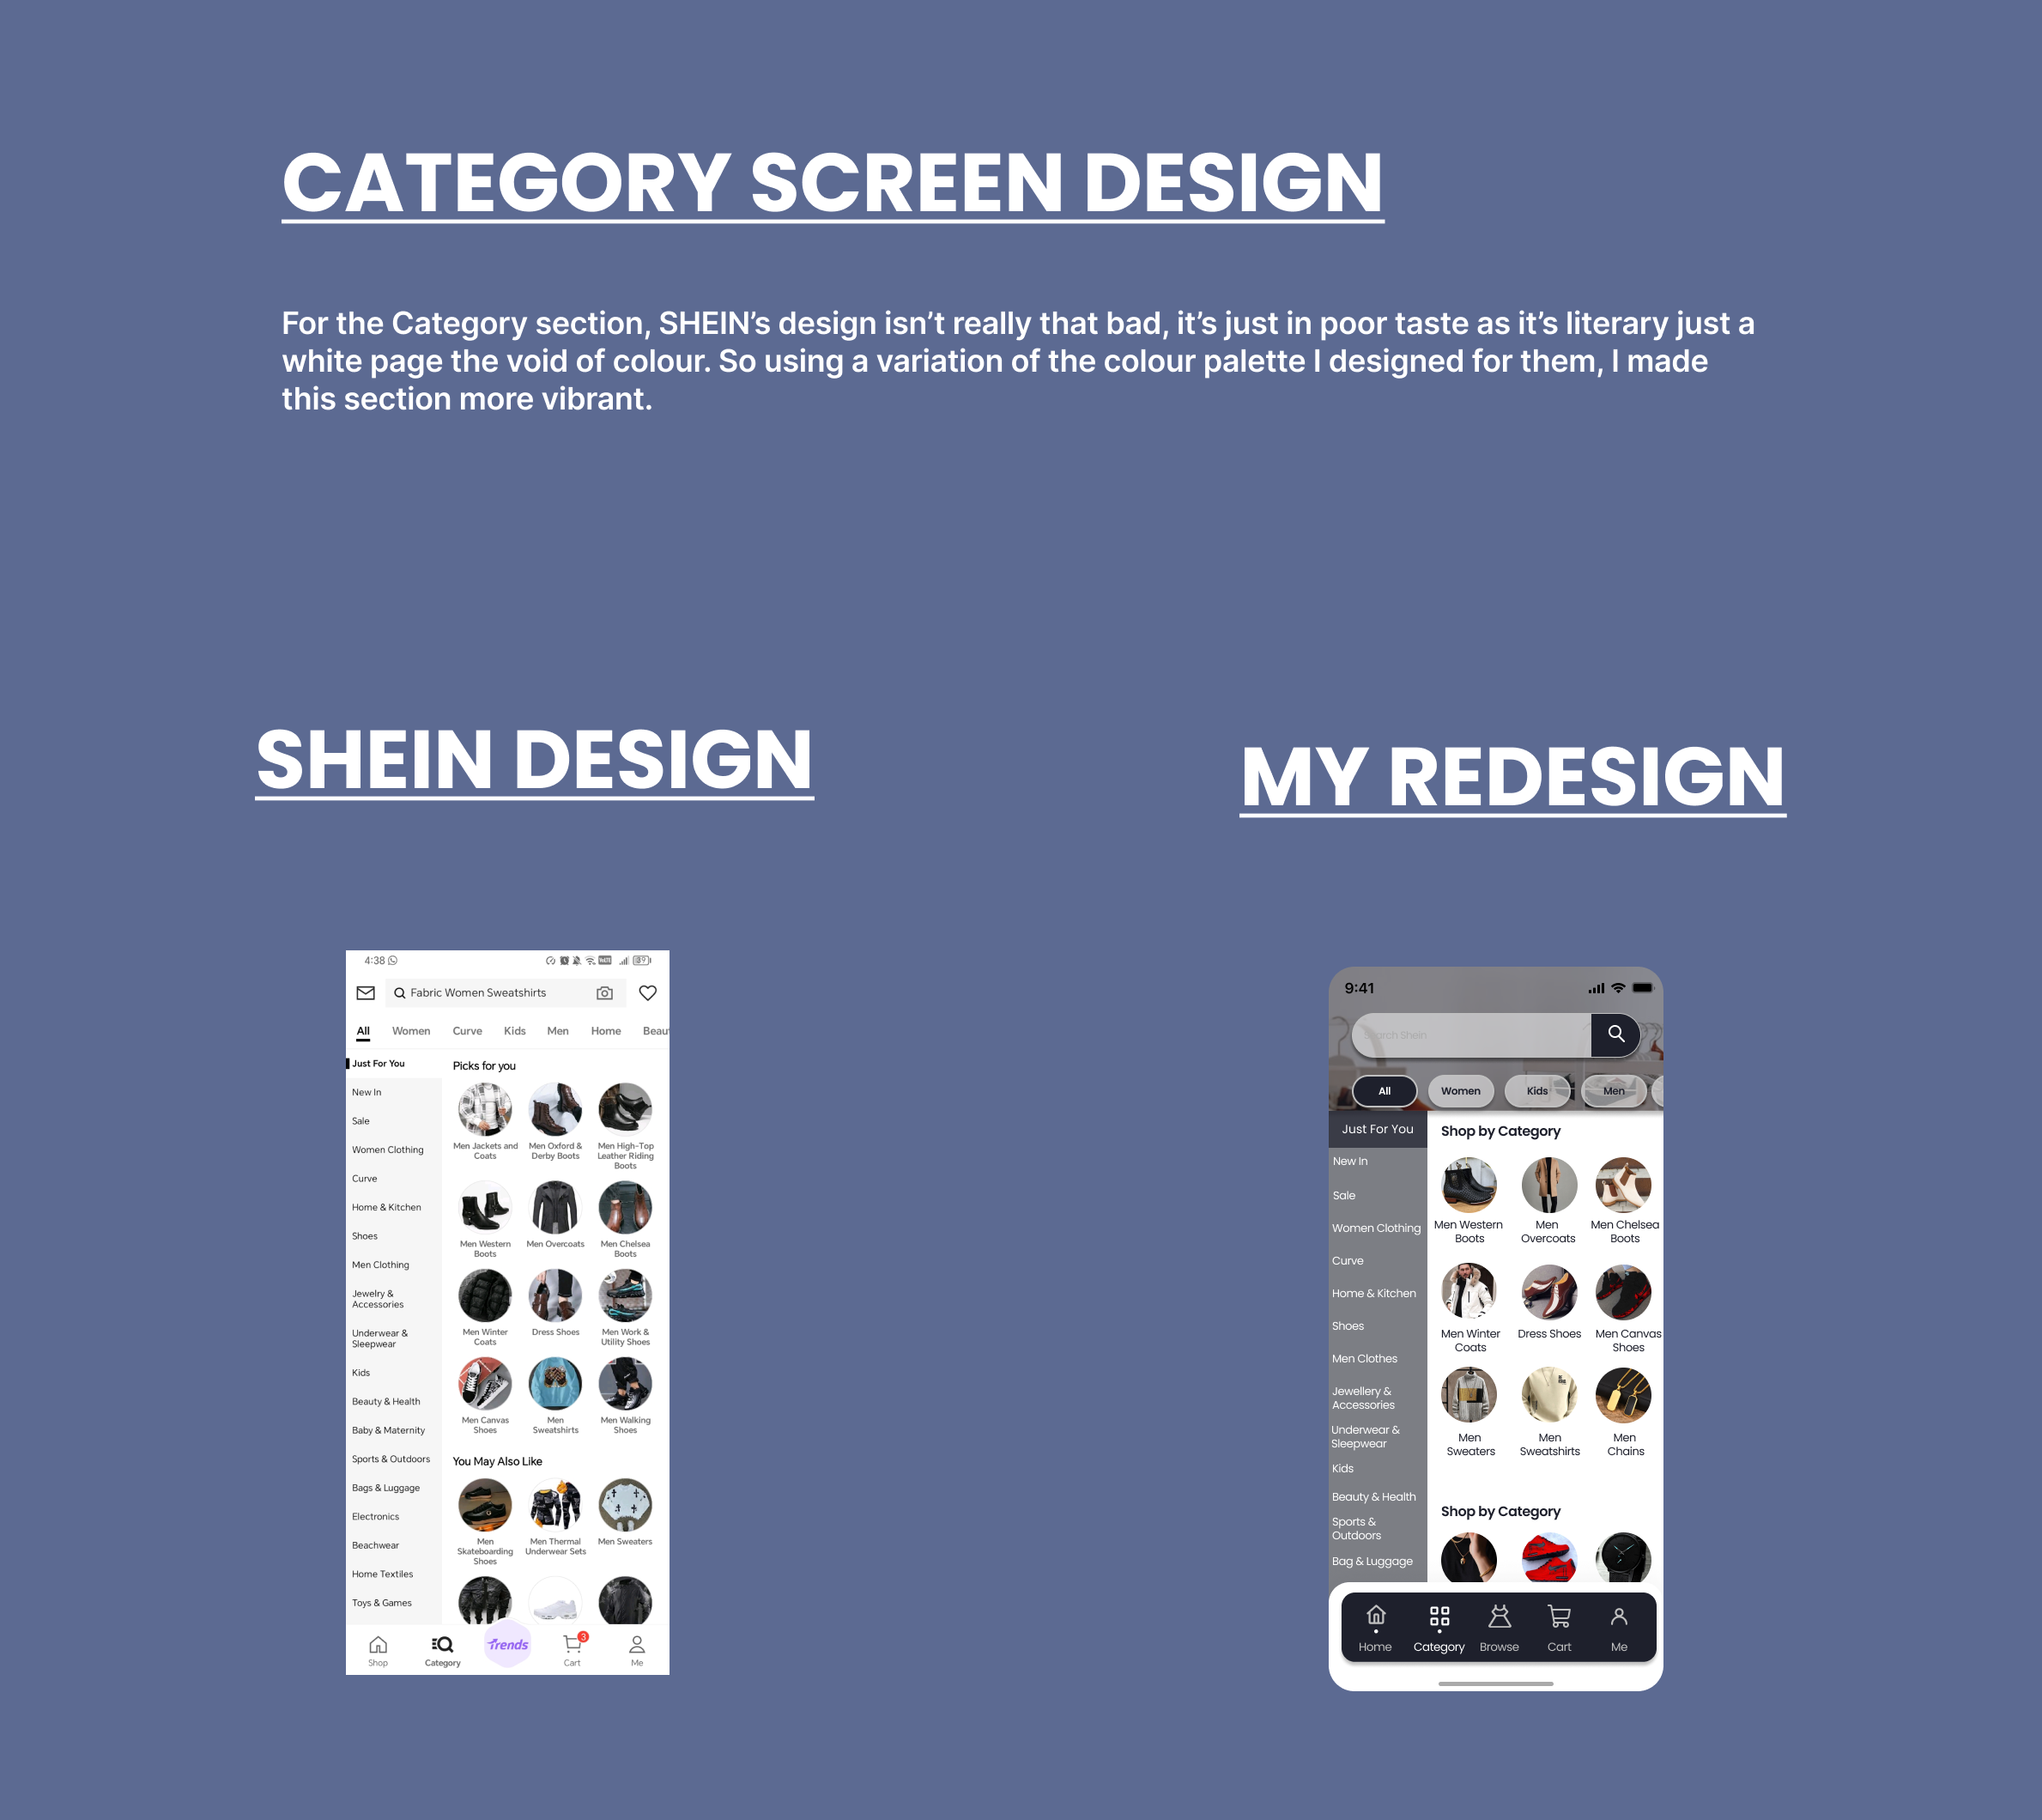 CATEGORY SCREEN DESIGN
For the Category section, SHEIN’s design isn’t really that bad, it’s just in poor taste as it’s literary just a
white page the void of colour. So using a variation of the colour palette I designed for them, I made
this section more vibrant.
SHEIN DESIGN
4:38
Fabric Women Sweatshirts
All Women Curve Kids Men Home Beau
Just For You
New In
Sale
Women Clothing
Curve
Home & Kitchen
Shoes
Men Clothing
Jewelry &
Accessories
Underwear &
Sleepwear
Kids
Beauty & Health
Baby & Maternity
Sports & Outdoors
Bags & Luggage
Electronics
Beachwear
Home Textiles
Toys & Games
Picks for you
Men Jackets and
Coats
Men Oxford &
Derby Boots
Men High-Top
Leather Riding
Boots
Men Western
Boots
Men Overcoats
Men Chelsea
Boots
Men Winter
Coats
Dress Shoes
Men Work &
Utility Shoes
Men Canvas
Shoes
Men
Sweatshirts
Men Walking
Shoes
You May Also Like
Men
Skateboarding
Shoes
Men Thermal
Underwear Sets
Men Sweaters
Shop
Category
Trends
3
Cart
Me
MY REDESIGN
9:41
Search Shein
All Women Kids Men
Just For You
New In
Sale
Women Clothing
Curve
Home & Kitchen
Shoes
Men Clothes
Jewellery &
Accessories
Underwear &
Sleepwear
Kids
Beauty & Health
Sports &
Outdoors
Bag & Luggage
Shop by Category
Men Western
Boots
Men
Overcoats
Men Chelsea
Boots
Men Winter
Coats
Dress Shoes
Men Canvas
Shoes
Men
Sweaters
Men
Sweatshirts
Men
Chains
Shop by Category
Home Category Browse Cart Me